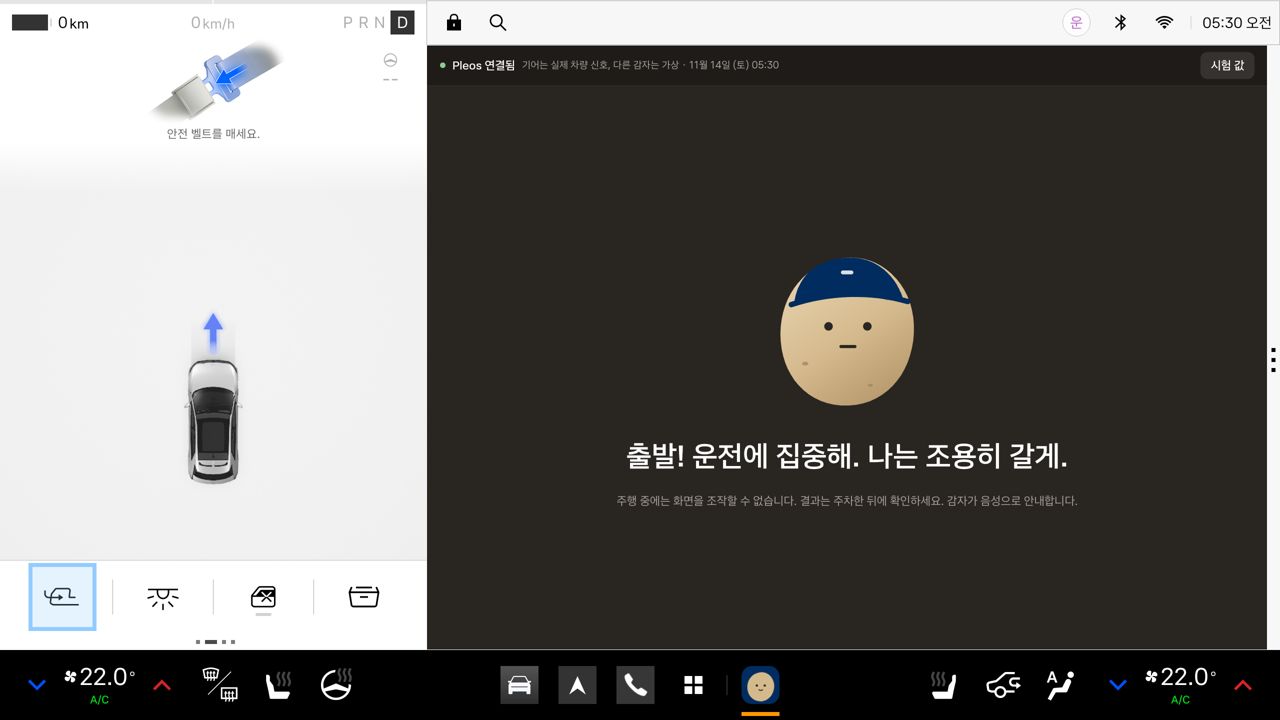 0 km
0 km/h
P R N D
안전 벨트를 매세요.
운
05:30 오전
Pleos 연결됨 기어는 실제 차량 신호, 다른 감자는 가상 · 11월 14일 (토) 05:30
시험 값
출발! 운전에 집중해. 나는 조용히 갈게.
주행 중에는 화면을 조작할 수 없습니다. 결과는 주차한 뒤에 확인하세요. 감자가 음성으로 안내합니다.
22.0°
A/C
A
22.0°
A/C